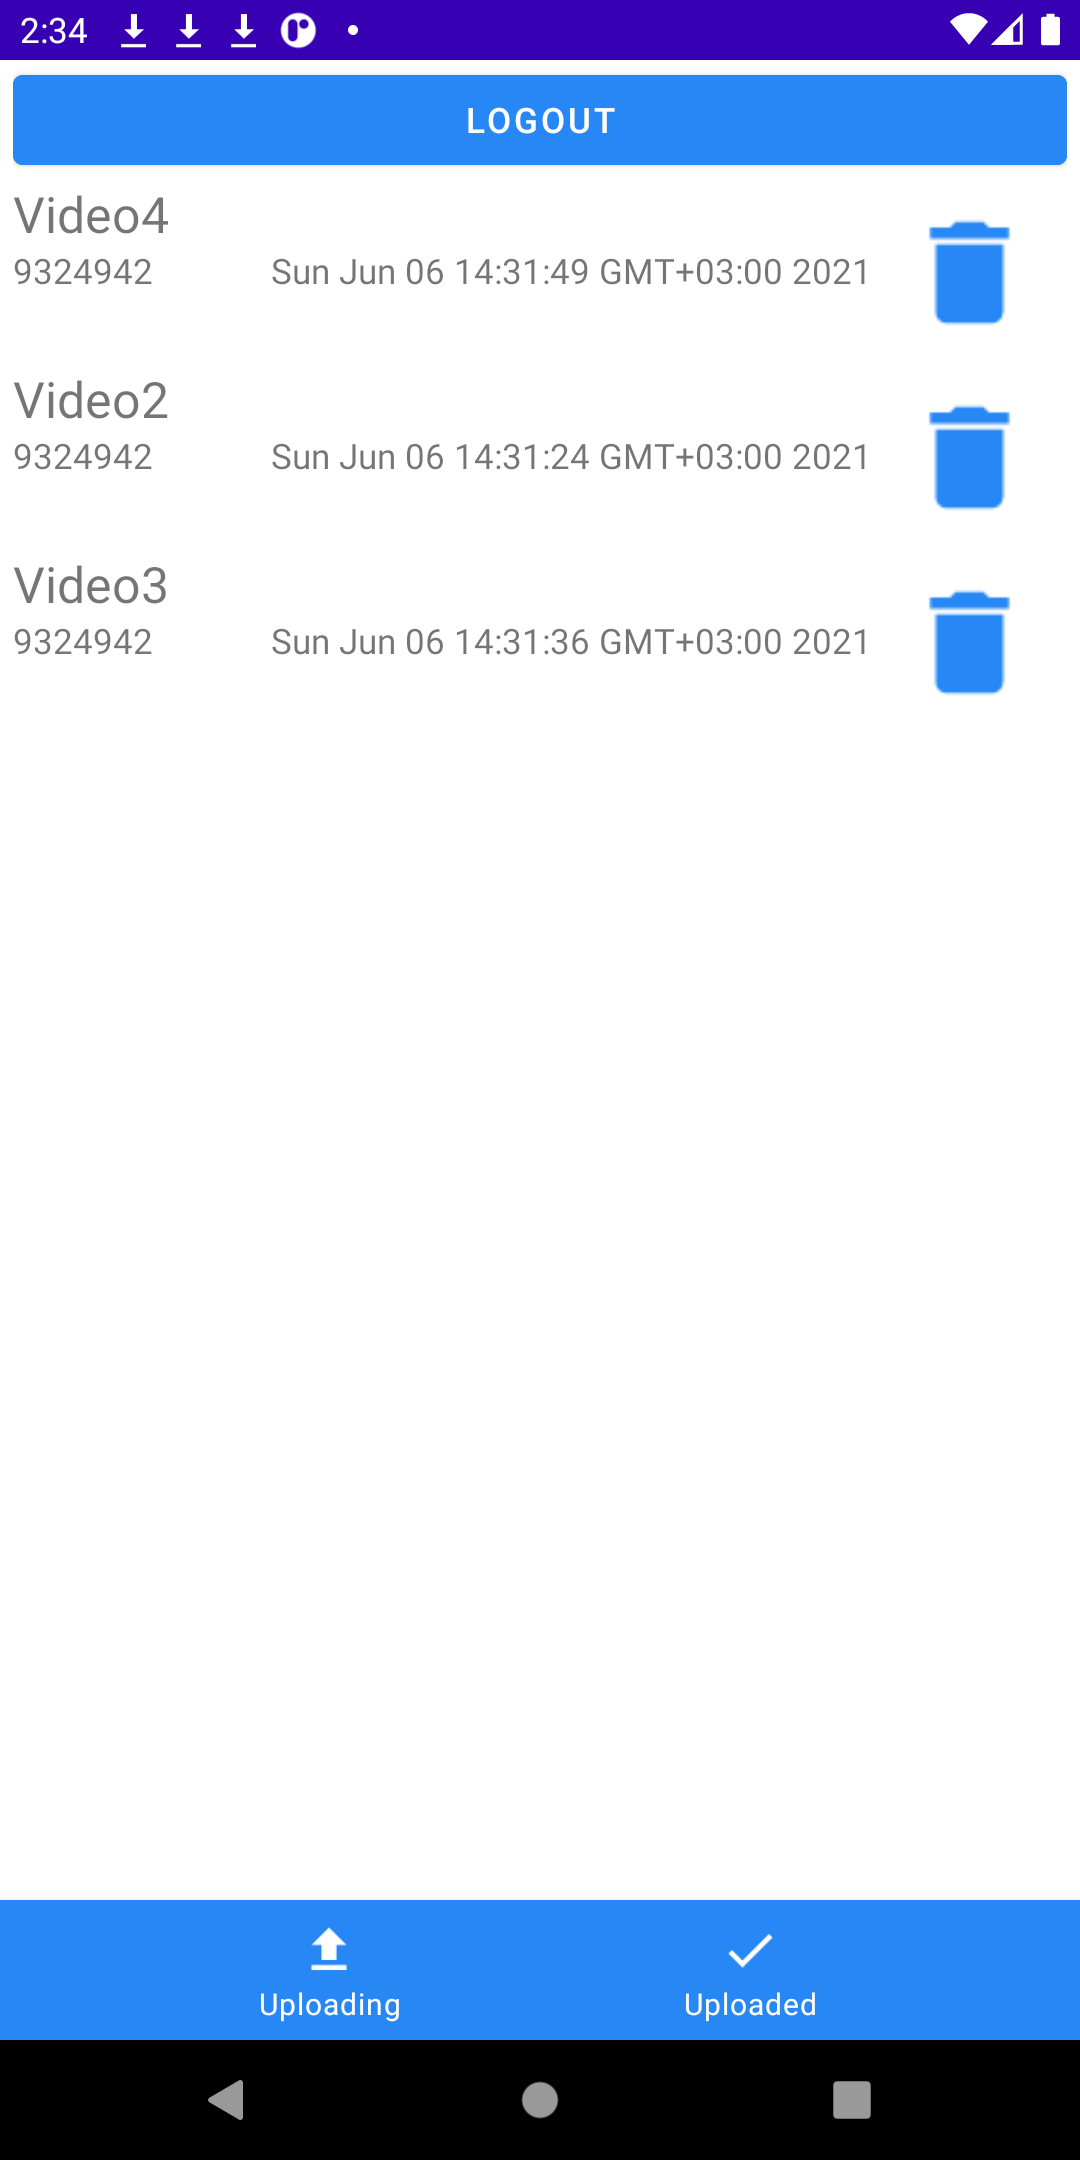 2:34
LOGOUT
Video4
9324942 Sun Jun 06 14:31:49 GMT+03:00 2021
Video2
9324942 Sun Jun 06 14:31:24 GMT+03:00 2021
Video3
9324942 Sun Jun 06 14:31:36 GMT+03:00 2021
Uploading Uploaded